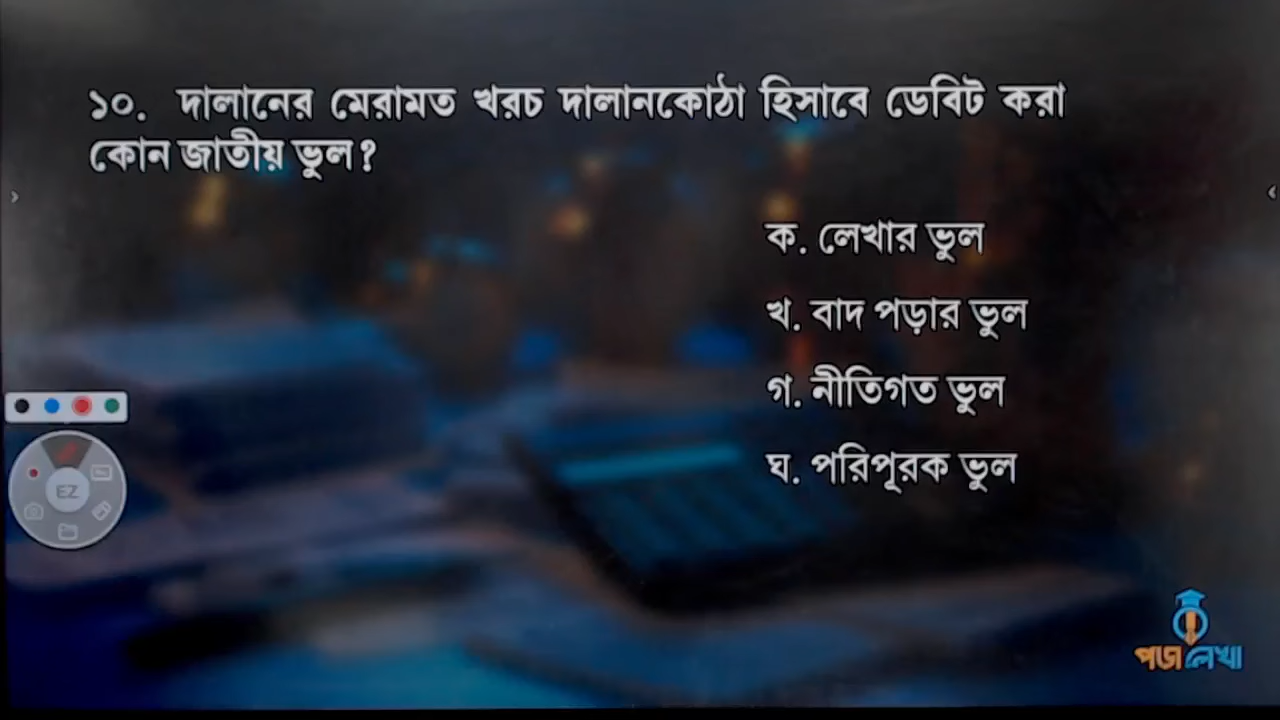 ১০. দালানের মেরামত খরচ দালানকোঠা হিসাবে ডেবিট করা
কোন জাতীয় ভুল?
ক. লেখার ভুল
খ. বাদ পড়ার ভুল
গ. নীতিগত ভুল
ঘ. পরিপূরক ভুল
EZ
পড়ালেখা